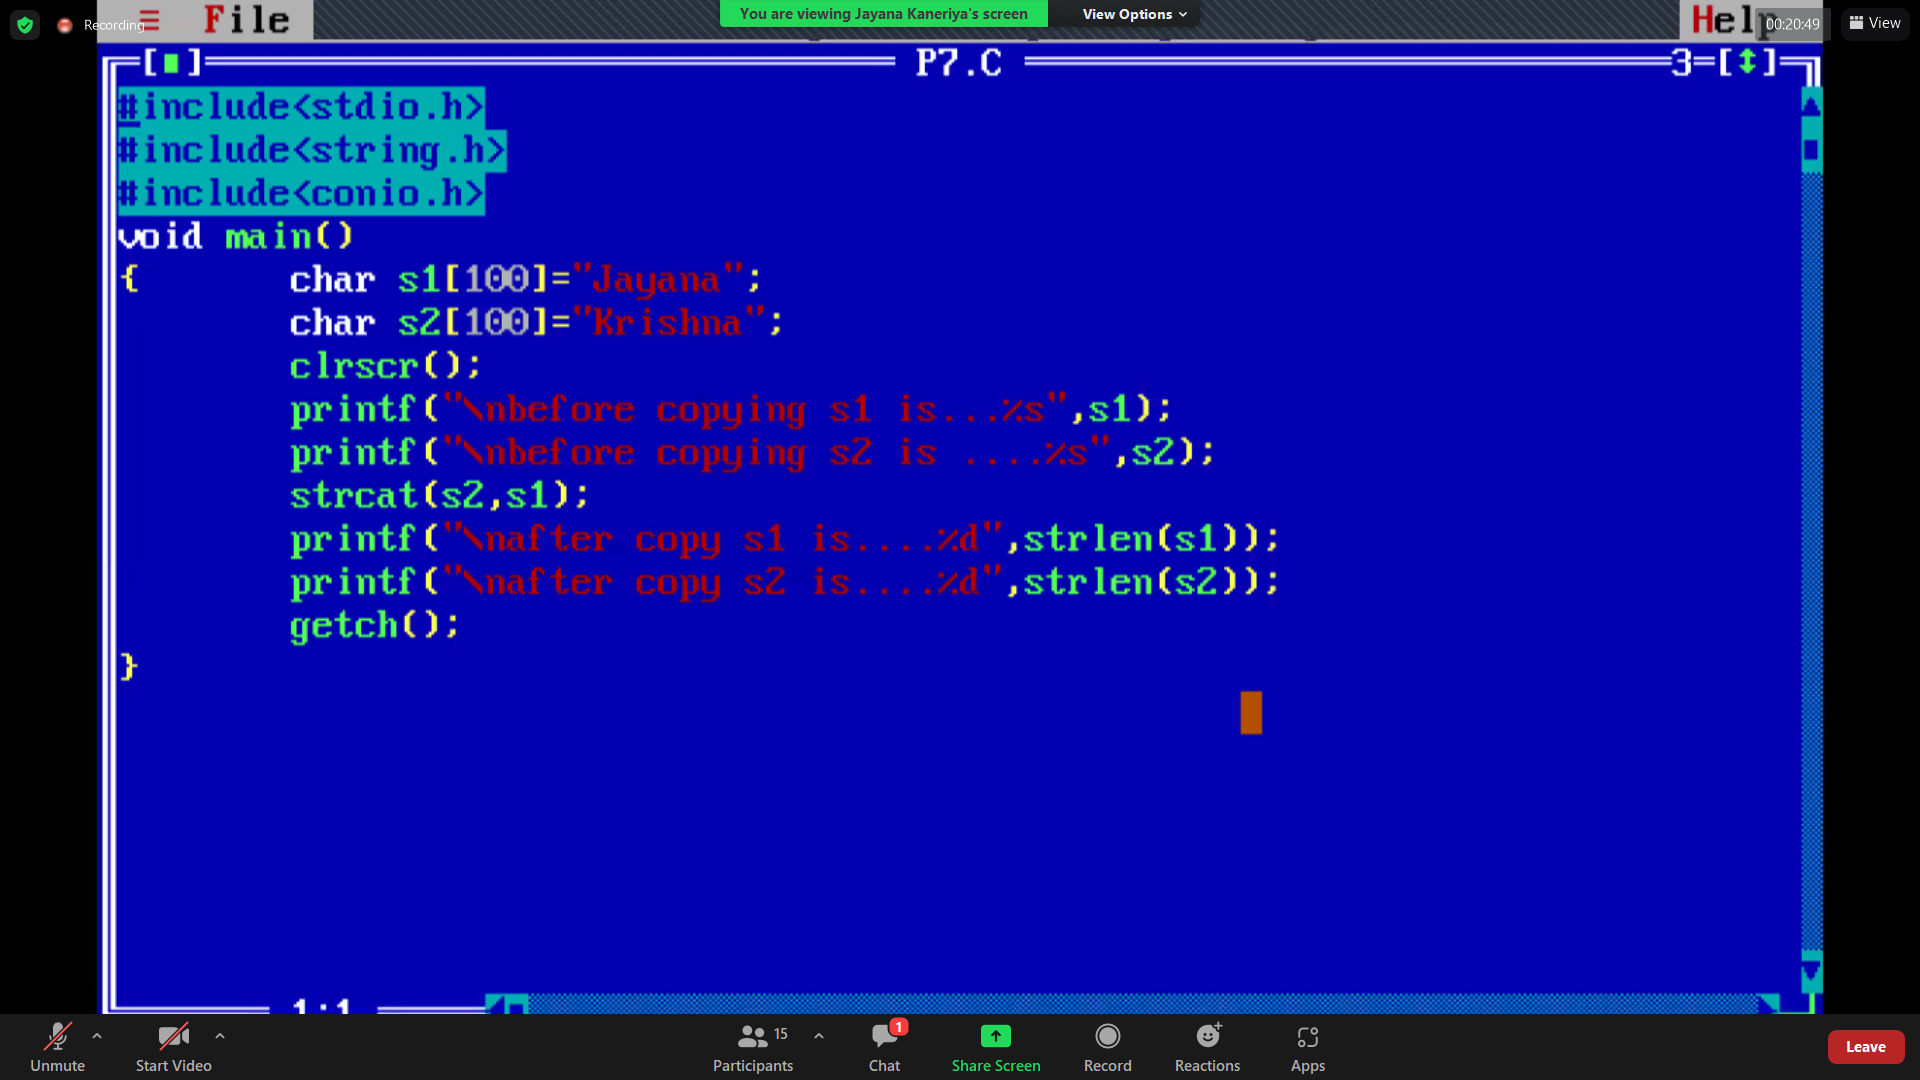 Recording
File
You are viewing Jayana Kaneriya's screen
View Options
Help
00:20:49
View
P7.C
3
#include<stdio.h>
#include<string.h>
#include<conio.h>
void main()
{ char s1[100]="Jayana";
char s2[100]="Krishna";
clrscr();
printf("\nbefore copying s1 is...%s",s1);
printf("\nbefore copying s2 is ....%s",s2);
strcat(s2,s1);
printf("\nafter copy s1 is....%d",strlen(s1));
printf("\nafter copy s2 is....%d",strlen(s2));
getch();
}
1:1
Unmute
Start Video
15
Participants
1
Chat
Share Screen
Record
Reactions
Apps
Leave